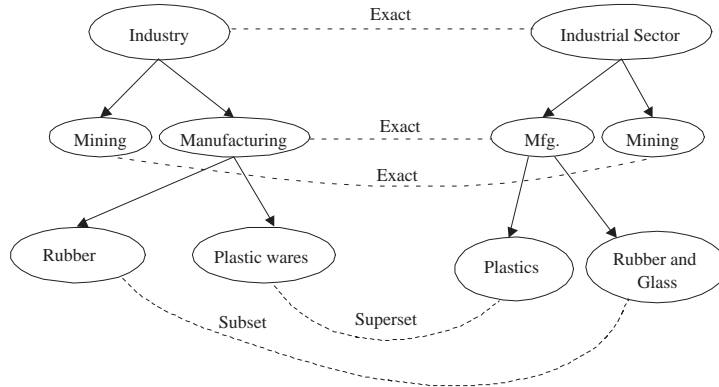 Exact
Industry
Industrial Sector
Mining
Manufacturing
Exact
Mfg.
Mining
Exact
Rubber
Plastic wares
Plastics
Rubber and
Glass
Subset
Superset